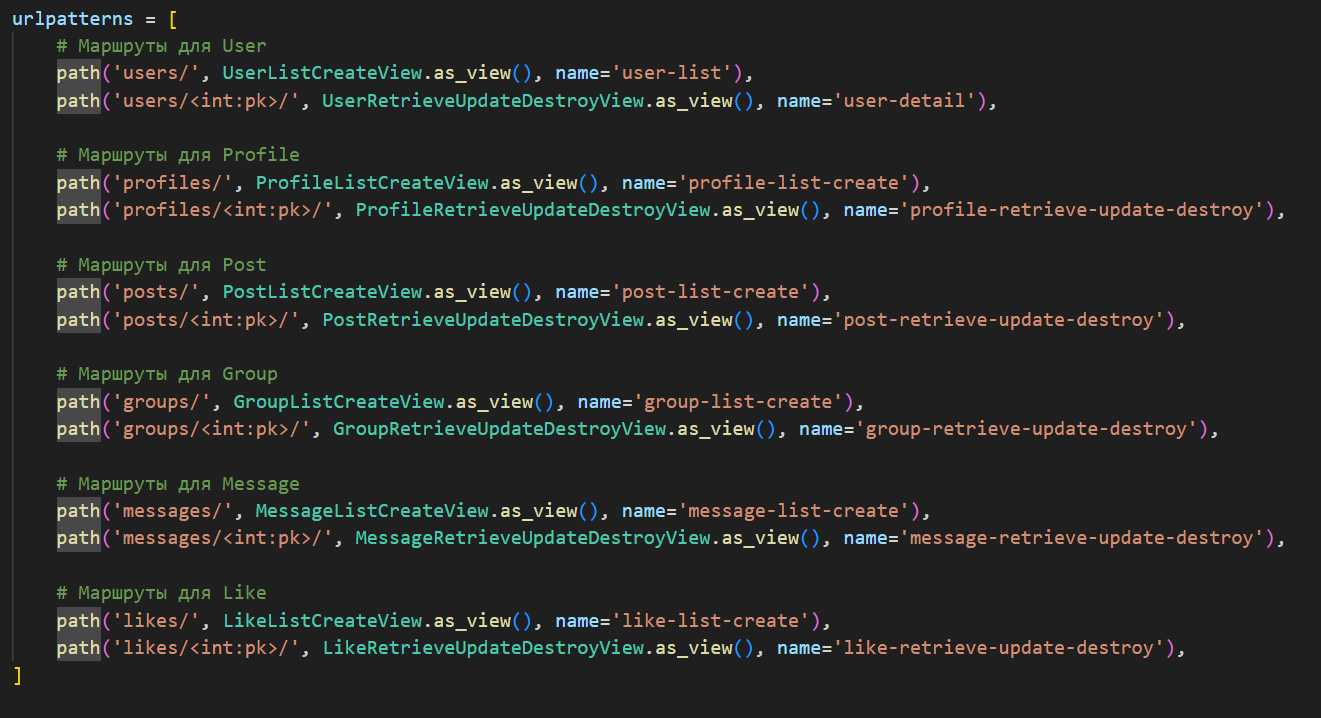 urlpatterns = [
# Маршруты для User
path('users/', UserListCreateView.as_view(), name='user-list'),
path('users/<int:pk>/', UserRetrieveUpdateDestroyView.as_view(), name='user-detail'),
# Маршруты для Profile
path('profiles/', ProfileListCreateView.as_view(), name='profile-list-create'),
path('profiles/<int:pk>/', ProfileRetrieveUpdateDestroyView.as_view(), name='profile-retrieve-update-destroy'),
# Маршруты для Post
path('posts/', PostListCreateView.as_view(), name='post-list-create'),
path('posts/<int:pk>/', PostRetrieveUpdateDestroyView.as_view(), name='post-retrieve-update-destroy'),
# Маршруты для Group
path('groups/', GroupListCreateView.as_view(), name='group-list-create'),
path('groups/<int:pk>/', GroupRetrieveUpdateDestroyView.as_view(), name='group-retrieve-update-destroy'),
# Маршруты для Message
path('messages/', MessageListCreateView.as_view(), name='message-list-create'),
path('messages/<int:pk>/', MessageRetrieveUpdateDestroyView.as_view(), name='message-retrieve-update-destroy'),
# Маршруты для Like
path('likes/', LikeListCreateView.as_view(), name='like-list-create'),
path('likes/<int:pk>/', LikeRetrieveUpdateDestroyView.as_view(), name='like-retrieve-update-destroy'),
]